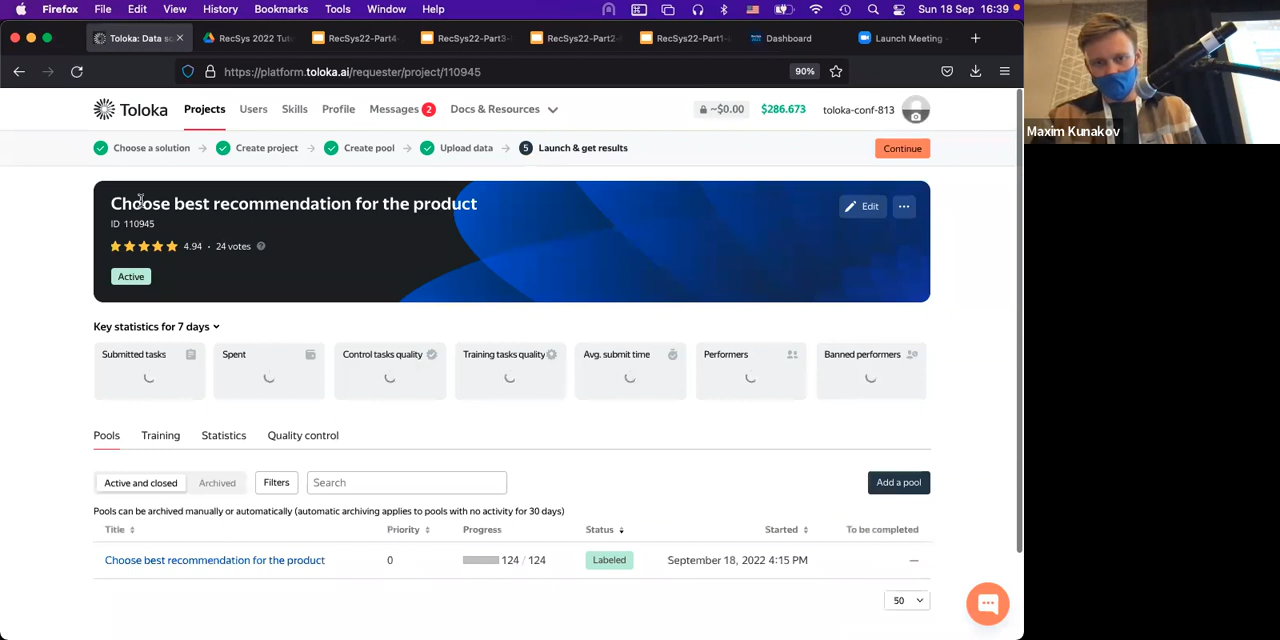 Firefox File Edit View History Bookmarks Tools Window Help Sun 18 Sep 16:39
Toloka: Data so RecSys 2022 Tuto RecSys22-Part4- RecSys22-Part3- RecSys22-Part2- RecSys22-Part1- Dashboard Launch Meeting -
https://platform.toloka.ai/requester/project/110945 90%
Toloka Projects Users Skills Profile Messages 2 Docs & Resources ~$0.00 $286.673 toloka-conf-813
Choose a solution Create project Create pool Upload data 5 Launch & get results Continue
Choose best recommendation for the product
Edit
ID 110945
4.94 · 24 votes
Active
Key statistics for 7 days
Submitted tasks Spent Control tasks quality Training tasks quality Avg. submit time Performers Banned performers
Pools Training Statistics Quality control
Active and closed Archived Filters Search Add a pool
Pools can be archived manually or automatically (automatic archiving applies to pools with no activity for 30 days)
Title Priority Progress Status Started To be completed
Choose best recommendation for the product 0 124 / 124 Labeled September 18, 2022 4:15 PM —
50
Maxim Kunakov